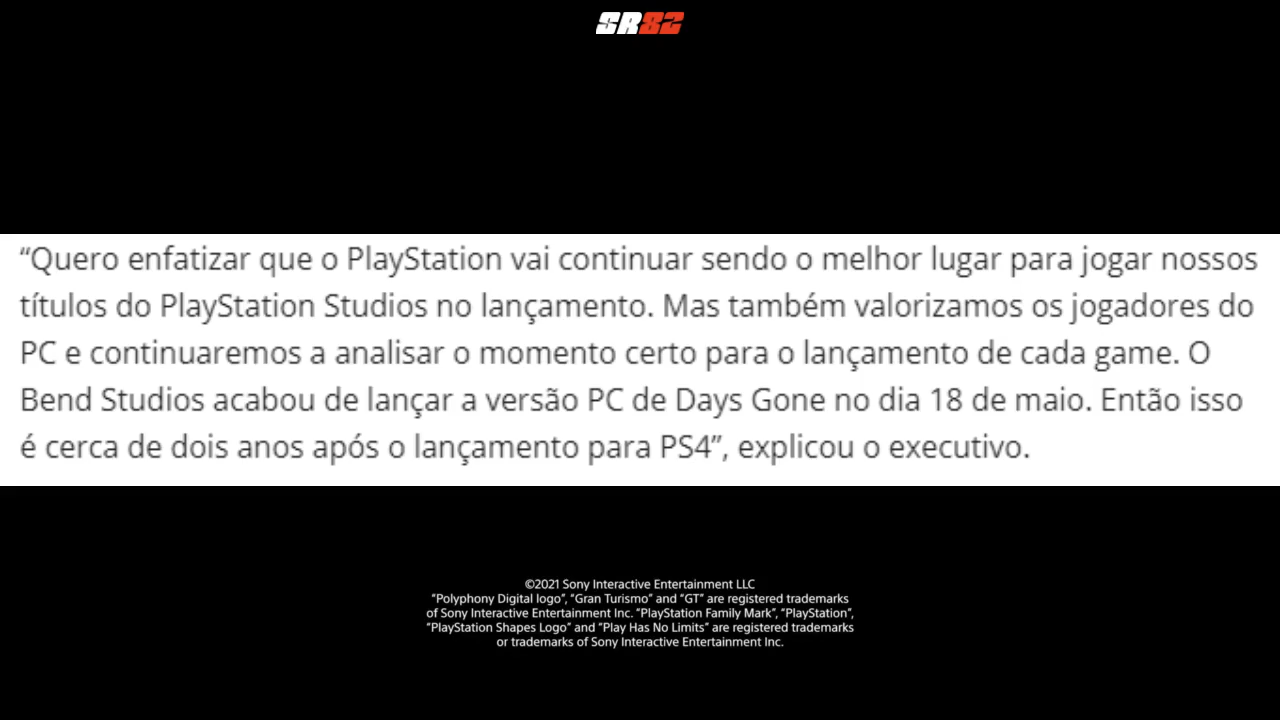 SR82
“Quero enfatizar que o PlayStation vai continuar sendo o melhor lugar para jogar nossos
títulos do PlayStation Studios no lançamento. Mas também valorizamos os jogadores do
PC e continuaremos a analisar o momento certo para o lançamento de cada game. O
Bend Studios acabou de lançar a versão PC de Days Gone no dia 18 de maio. Então isso
é cerca de dois anos após o lançamento para PS4”, explicou o executivo.
©2021 Sony Interactive Entertainment LLC
“Polyphony Digital logo”, “Gran Turismo” and “GT” are registered trademarks
of Sony Interactive Entertainment Inc. “PlayStation Family Mark”, “PlayStation”,
“PlayStation Shapes Logo” and “Play Has No Limits” are registered trademarks
or trademarks of Sony Interactive Entertainment Inc.